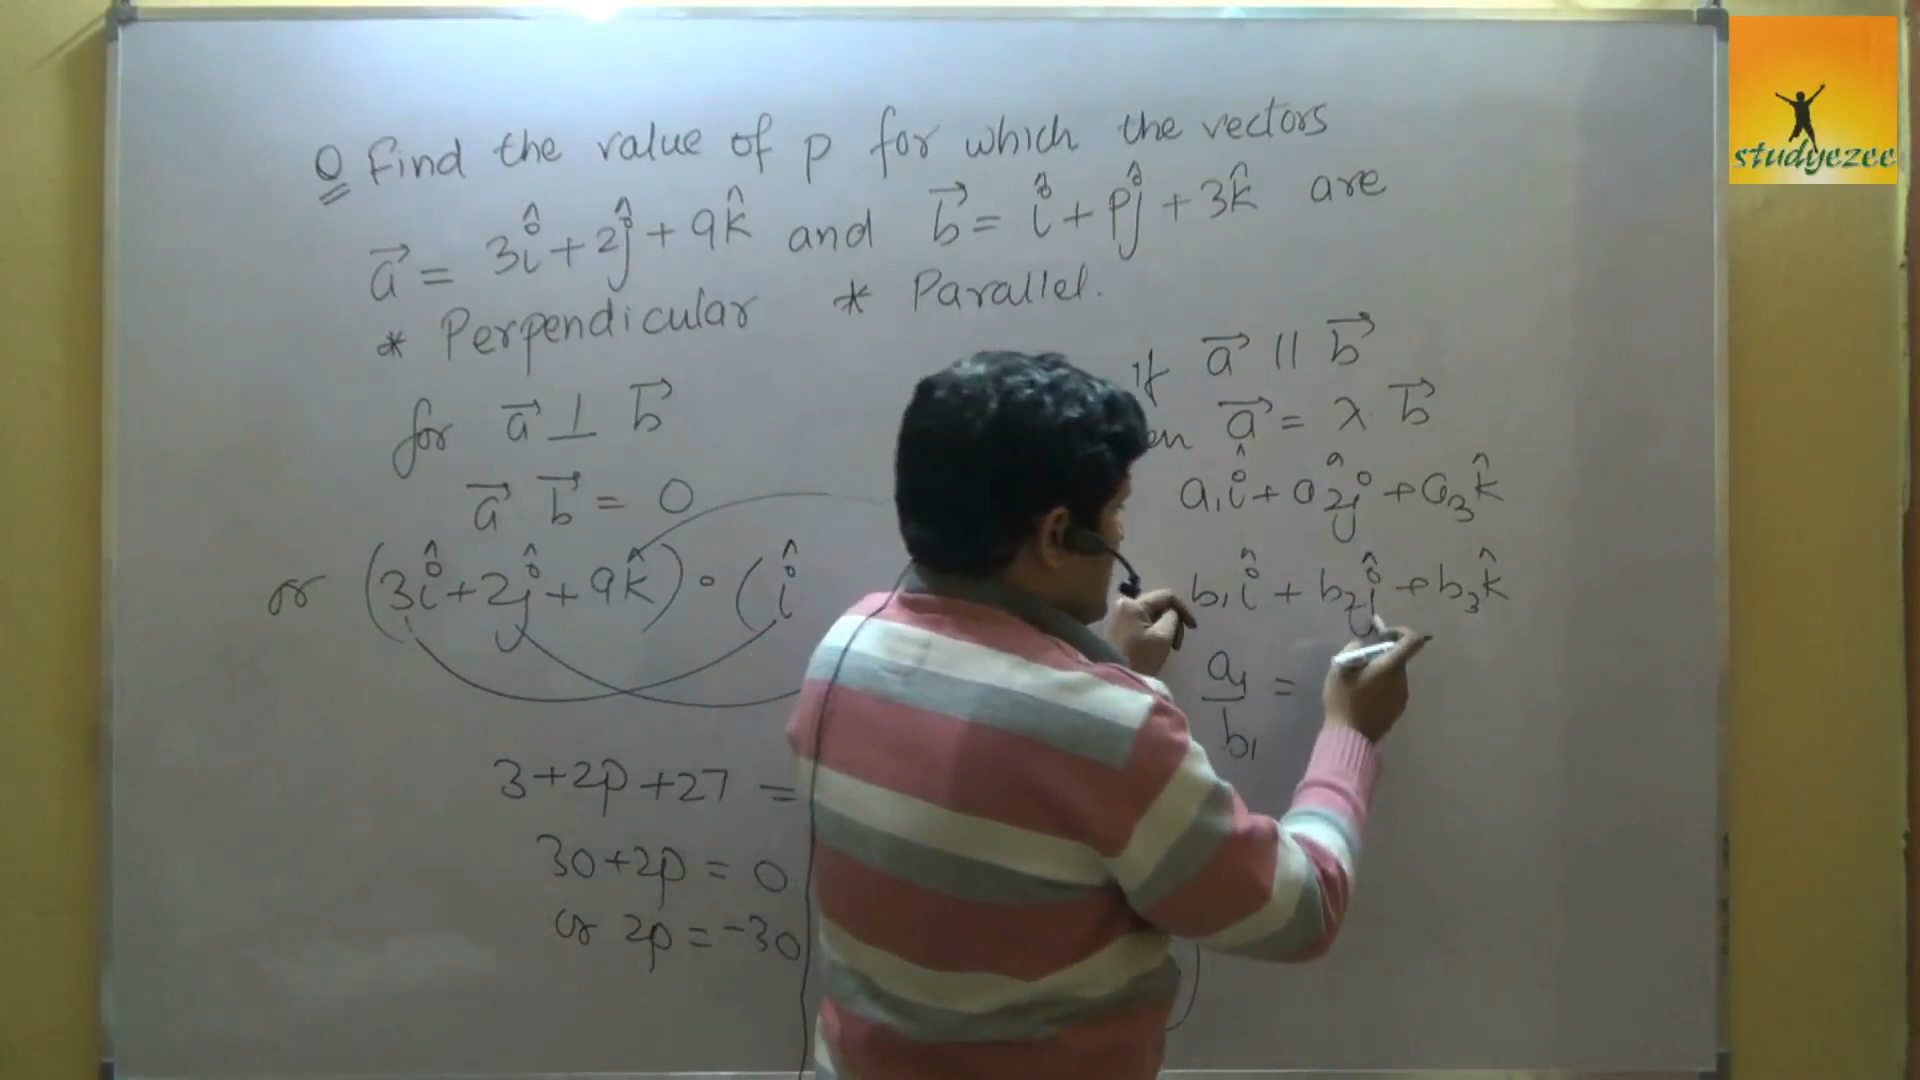 Q Find the value of p for which the vectors
a⃗ = 3î + 2ĵ + 9k̂ and b⃗ = î + pĵ + 3k̂ are
* Perpendicular * Parallel.
for a⃗ ⊥ b⃗
a⃗ b⃗ = 0
or (3î + 2ĵ + 9k̂) · (î
3 + 2p + 27 =
30 + 2p = 0
or 2p = -30
if a⃗ || b⃗
a⃗ = λ b⃗
a₁î + a₂ĵ + a₃k̂
b₁î + b₂ĵ + b₃k̂
a₁/b₁ =
studyezee